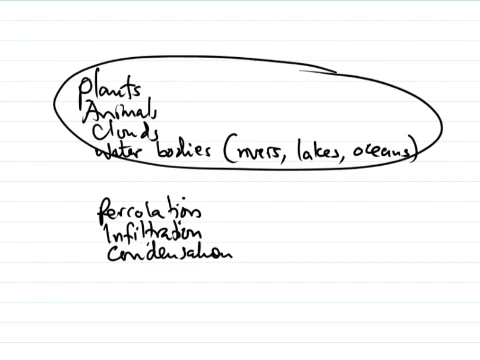 Plants
Animals
Clouds
Water bodies (rivers, lakes, oceans)
Percolation
Infiltration
Condensation